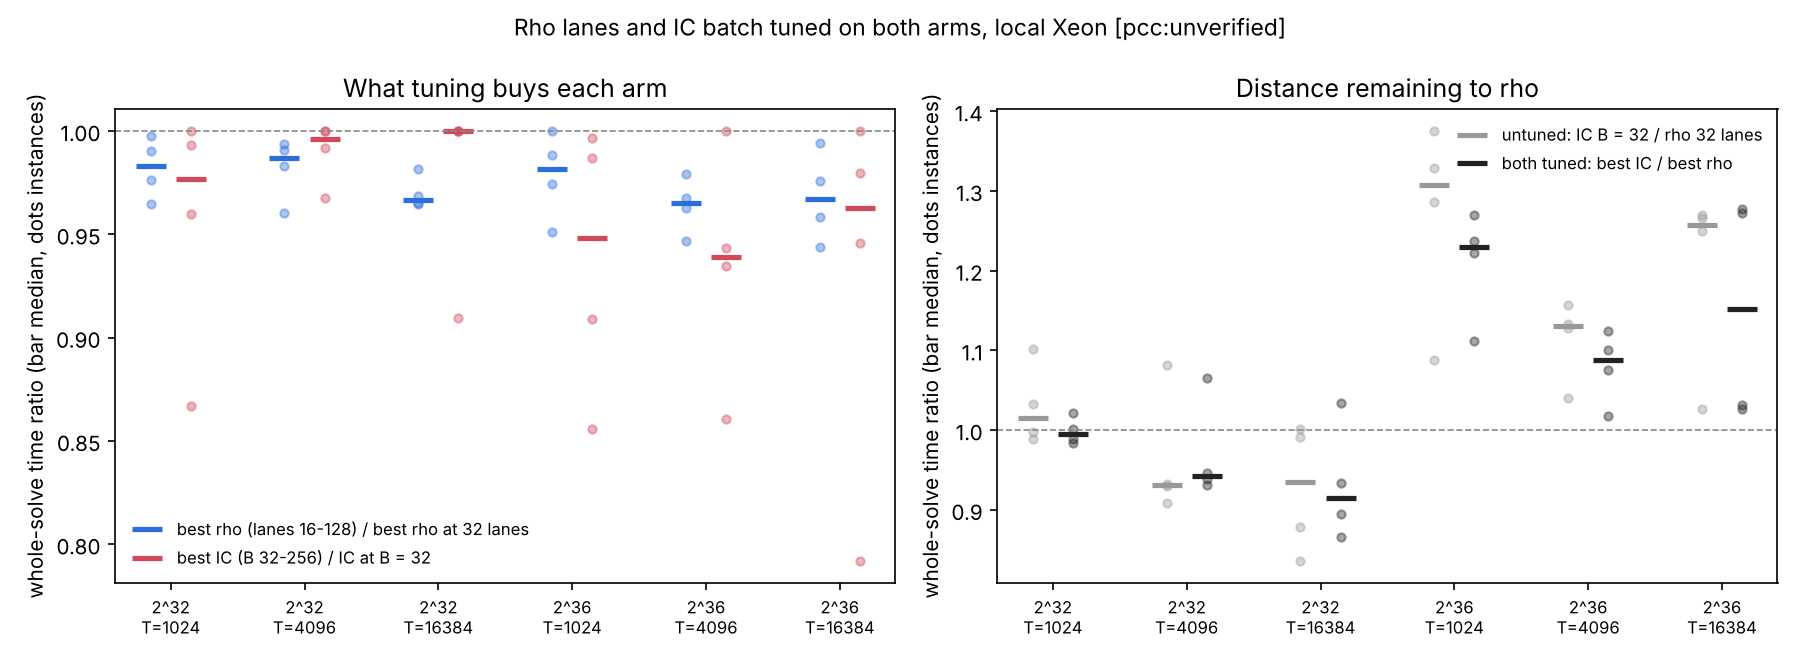 Rho lanes and IC batch tuned on both arms, local Xeon [pcc:unverified]
What tuning buys each arm
whole-solve time ratio (bar median, dots instances)
1.00
0.95
0.90
0.85
0.80
best rho (lanes 16-128) / best rho at 32 lanes
best IC (B 32-256) / IC at B = 32
2^32 2^32 2^32 2^36 2^36 2^36
T=1024 T=4096 T=16384 T=1024 T=4096 T=16384
Distance remaining to rho
whole-solve time ratio (bar median, dots instances)
1.4
1.3
1.2
1.1
1.0
0.9
untuned: IC B = 32 / rho 32 lanes
both tuned: best IC / best rho
2^32 2^32 2^32 2^36 2^36 2^36
T=1024 T=4096 T=16384 T=1024 T=4096 T=16384